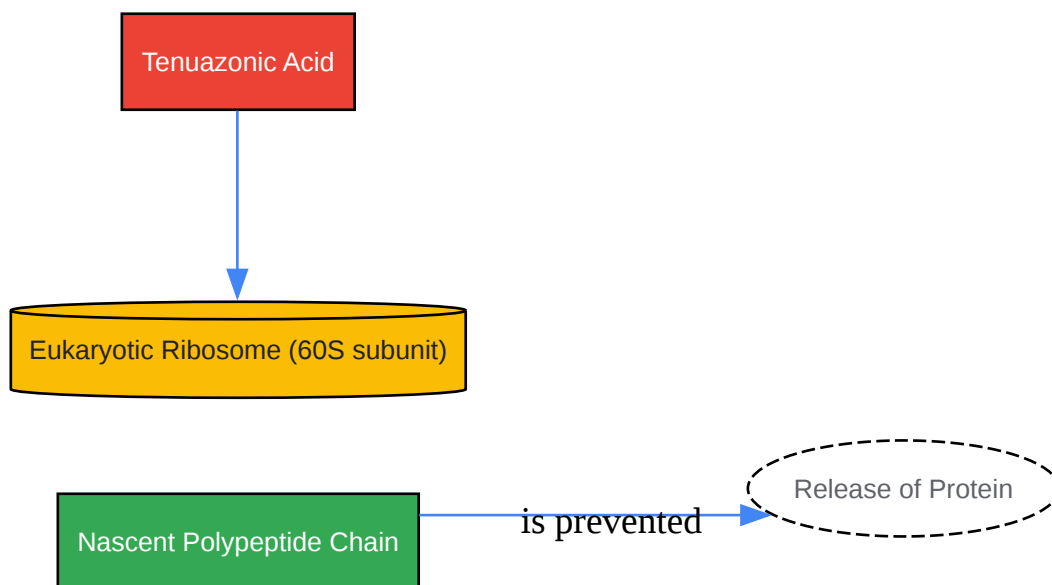 Tenuazonic Acid
Eukaryotic Ribosome (60S subunit)
Release of Protein
is prevented
Nascent Polypeptide Chain